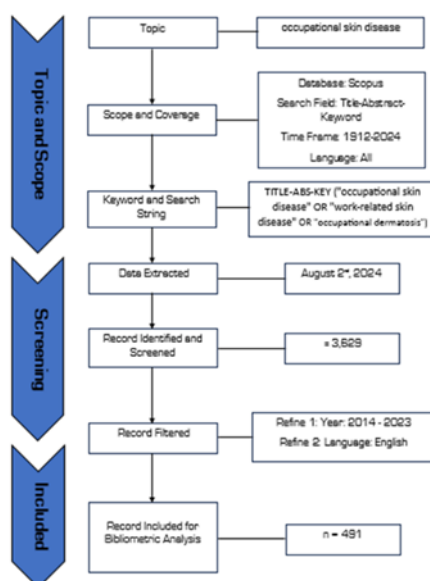 Topic and Scope
Topic
occupational skin disease
Scope and Coverage
Database: Scopus
Search Field: Title-Abstract-
Keyword
Time Frame: 1912-2024
Language: All
Keyword and Search
String
TITLE-ABS-KEY ("occupational skin
disease" OR "work-related skin
disease" OR "occupational dermatosis")
Screening
Data Extracted
August 2ⁿᵈ, 2024
Record Identified and
Screened
= 3,629
Record Filtered
Refine 1: Year: 2014 - 2023
Refine 2: Language: English
Included
Record Included for
Bibliometric Analysis
n = 491